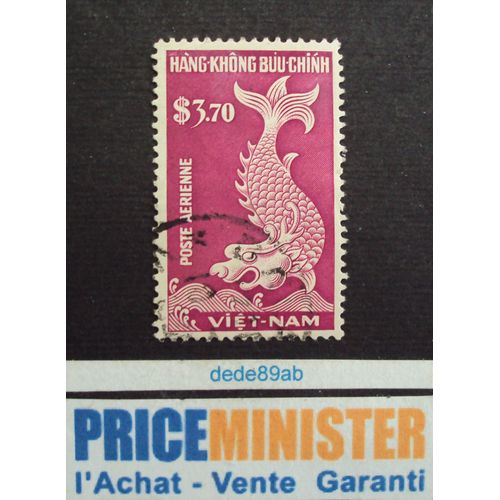 HÀNG-KHÔNG BƯU-CHÍNH
$3.70
POSTE AERIENNE
VIỆT-NAM
dede89ab
PRICEMINISTER
l'Achat - Vente Garanti